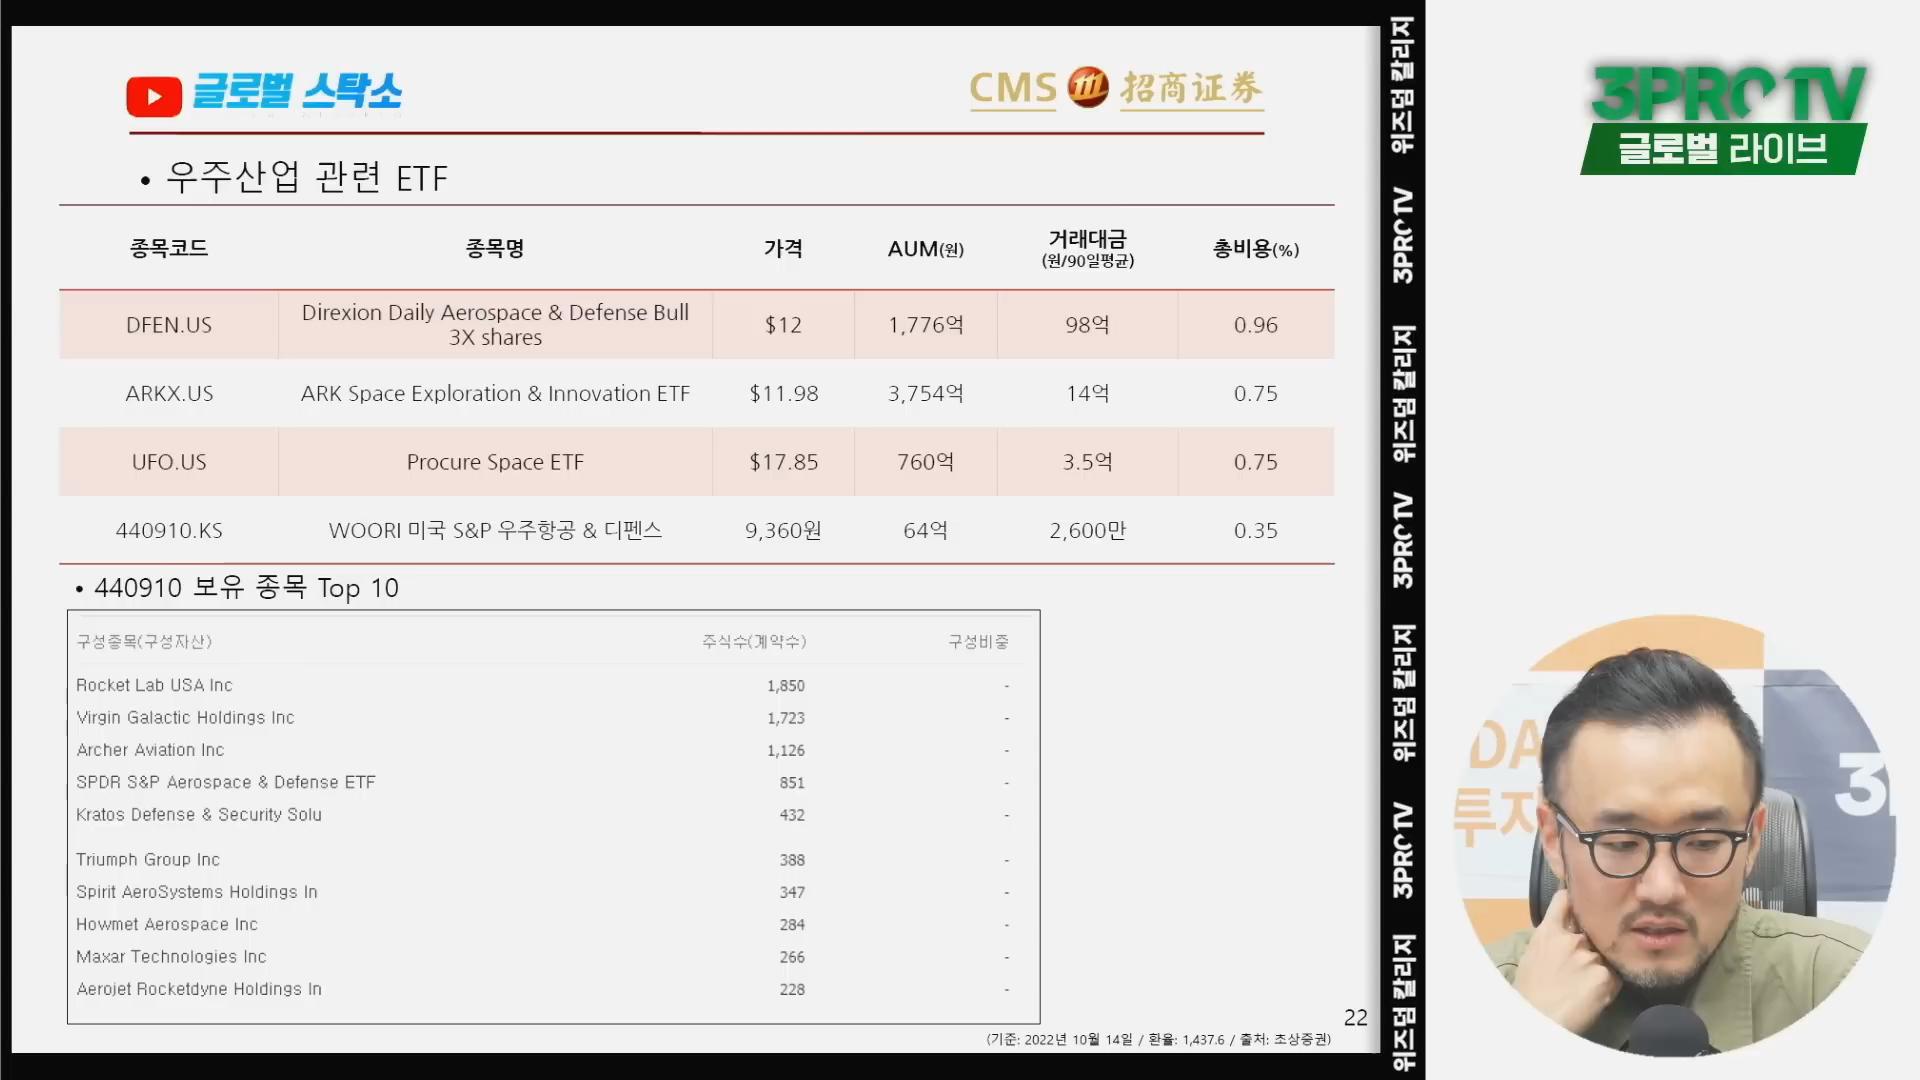 글로벌 스탁소
CMS 招商证券
• 우주산업 관련 ETF
종목코드 종목명 가격 AUM(원) 거래대금 (원/90일평균) 총비용(%)
DFEN.US Direxion Daily Aerospace & Defense Bull 3X shares $12 1,776억 98억 0.96
ARKX.US ARK Space Exploration & Innovation ETF $11.98 3,754억 14억 0.75
UFO.US Procure Space ETF $17.85 760억 3.5억 0.75
440910.KS WOORI 미국 S&P 우주항공 & 디펜스 9,360원 64억 2,600만 0.35
• 440910 보유 종목 Top 10
구성종목(구성자산) 주식수(계약수) 구성비중
Rocket Lab USA Inc 1,850 -
Virgin Galactic Holdings Inc 1,723 -
Archer Aviation Inc 1,126 -
SPDR S&P Aerospace & Defense ETF 851 -
Kratos Defense & Security Solu 432 -
Triumph Group Inc 388 -
Spirit AeroSystems Holdings In 347 -
Howmet Aerospace Inc 284 -
Maxar Technologies Inc 266 -
Aerojet Rocketdyne Holdings In 228 -
22
(기준: 2022년 10월 14일 / 환율: 1,437.6 / 출처: 초상증권)
위즈덤 칼리지
3PROTV
위즈덤 칼리지
3PROTV
위즈덤 칼리지
3PROTV
위즈덤 칼리지
3PROTV
글로벌 라이브
DA
투자
3